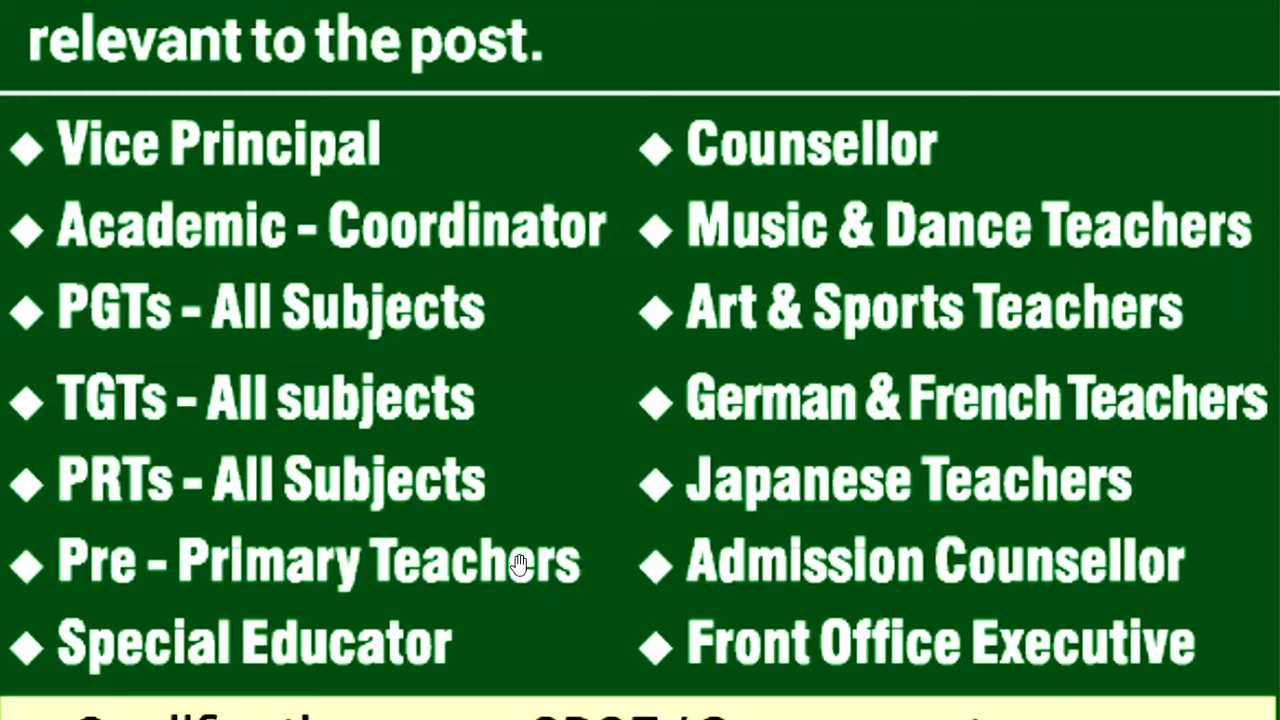 relevant to the post.
◆ Vice Principal
◆ Academic - Coordinator
◆ PGTs - All Subjects
◆ TGTs - All subjects
◆ PRTs - All Subjects
◆ Pre - Primary Teachers
◆ Special Educator
◆ Counsellor
◆ Music & Dance Teachers
◆ Art & Sports Teachers
◆ German & French Teachers
◆ Japanese Teachers
◆ Admission Counsellor
◆ Front Office Executive